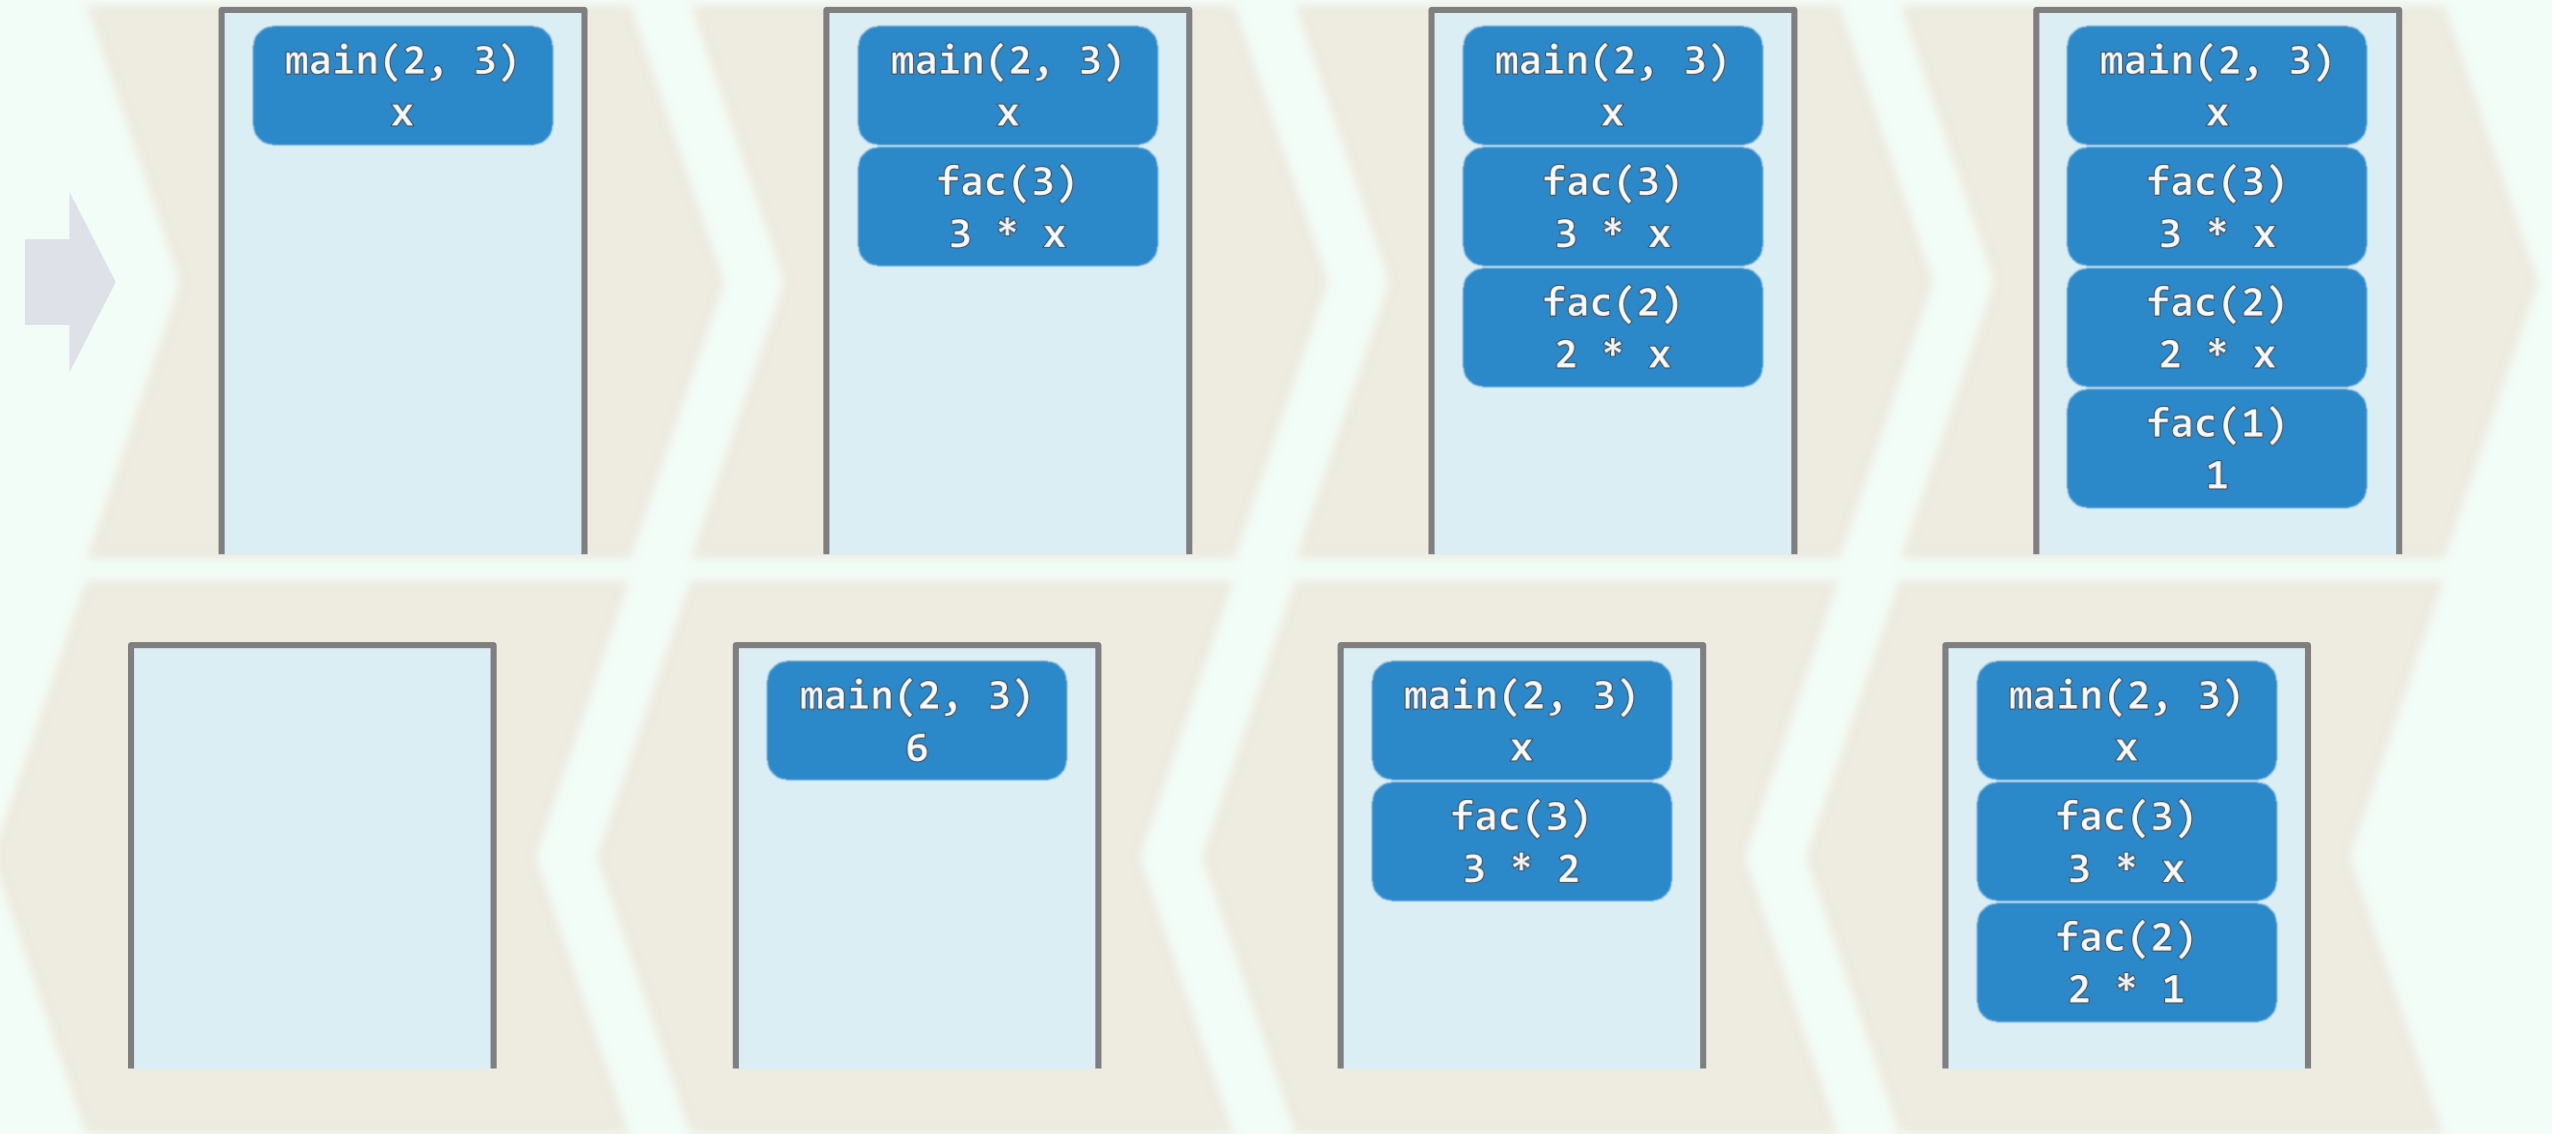 main(2, 3)
x
main(2, 3)
x
fac(3)
3 * x
main(2, 3)
x
fac(3)
3 * x
fac(2)
2 * x
main(2, 3)
x
fac(3)
3 * x
fac(2)
2 * x
fac(1)
1
main(2, 3)
6
main(2, 3)
x
fac(3)
3 * 2
main(2, 3)
x
fac(3)
3 * x
fac(2)
2 * 1